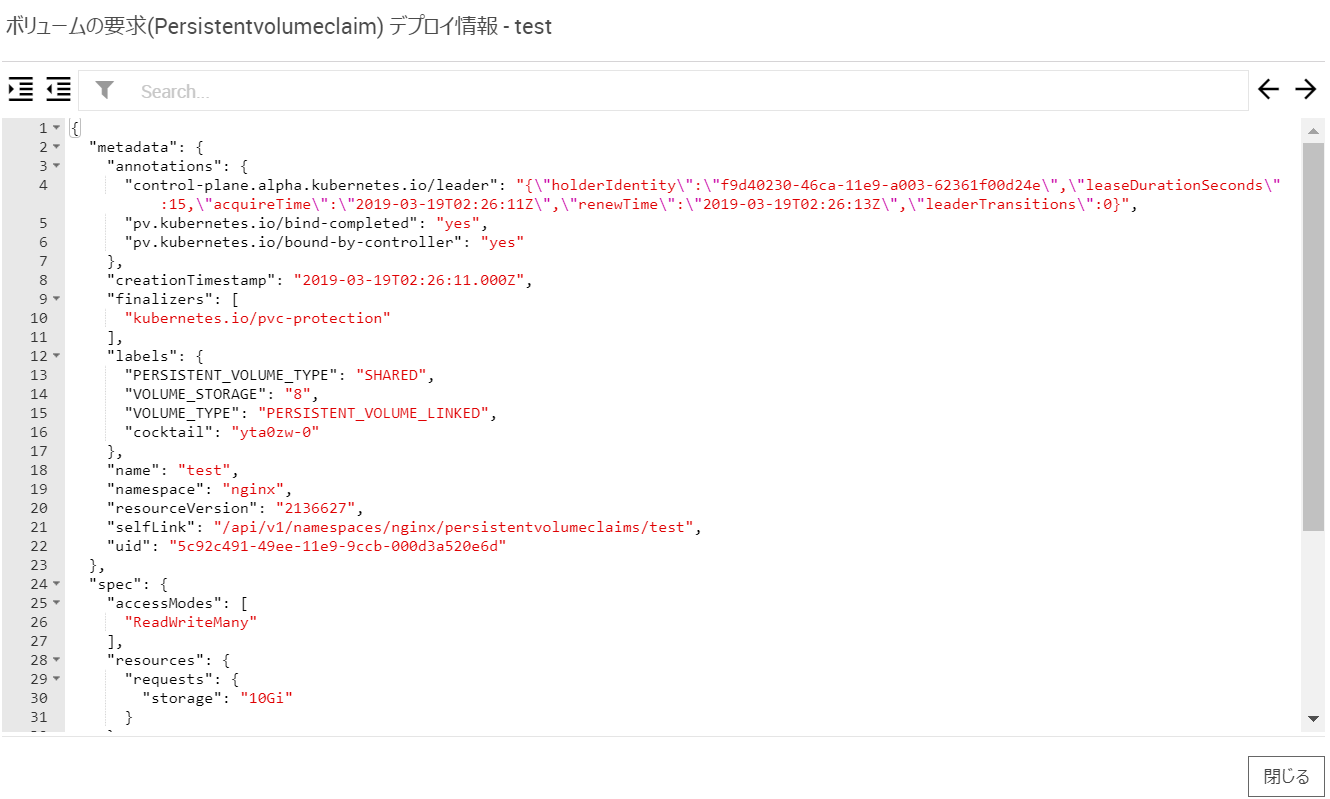 ボリュームの要求(Persistentvolumeclaim) デプロイ情報 - test
Search...
1 {
2 "metadata": {
3 "annotations": {
4 "control-plane.alpha.kubernetes.io/leader": "{\"holderIdentity\":\"f9d40230-46ca-11e9-a003-62361f00d24e\",\"leaseDurationSeconds\"
:15,\"acquireTime\":\"2019-03-19T02:26:11Z\",\"renewTime\":\"2019-03-19T02:26:13Z\",\"leaderTransitions\":0}",
5 "pv.kubernetes.io/bind-completed": "yes",
6 "pv.kubernetes.io/bound-by-controller": "yes"
7 },
8 "creationTimestamp": "2019-03-19T02:26:11.000Z",
9 "finalizers": [
10 "kubernetes.io/pvc-protection"
11 ],
12 "labels": {
13 "PERSISTENT_VOLUME_TYPE": "SHARED",
14 "VOLUME_STORAGE": "8",
15 "VOLUME_TYPE": "PERSISTENT_VOLUME_LINKED",
16 "cocktail": "yta0zw-0"
17 },
18 "name": "test",
19 "namespace": "nginx",
20 "resourceVersion": "2136627",
21 "selfLink": "/api/v1/namespaces/nginx/persistentvolumeclaims/test",
22 "uid": "5c92c491-49ee-11e9-9ccb-000d3a520e6d"
23 },
24 "spec": {
25 "accessModes": [
26 "ReadWriteMany"
27 ],
28 "resources": {
29 "requests": {
30 "storage": "10Gi"
31 }
閉じる